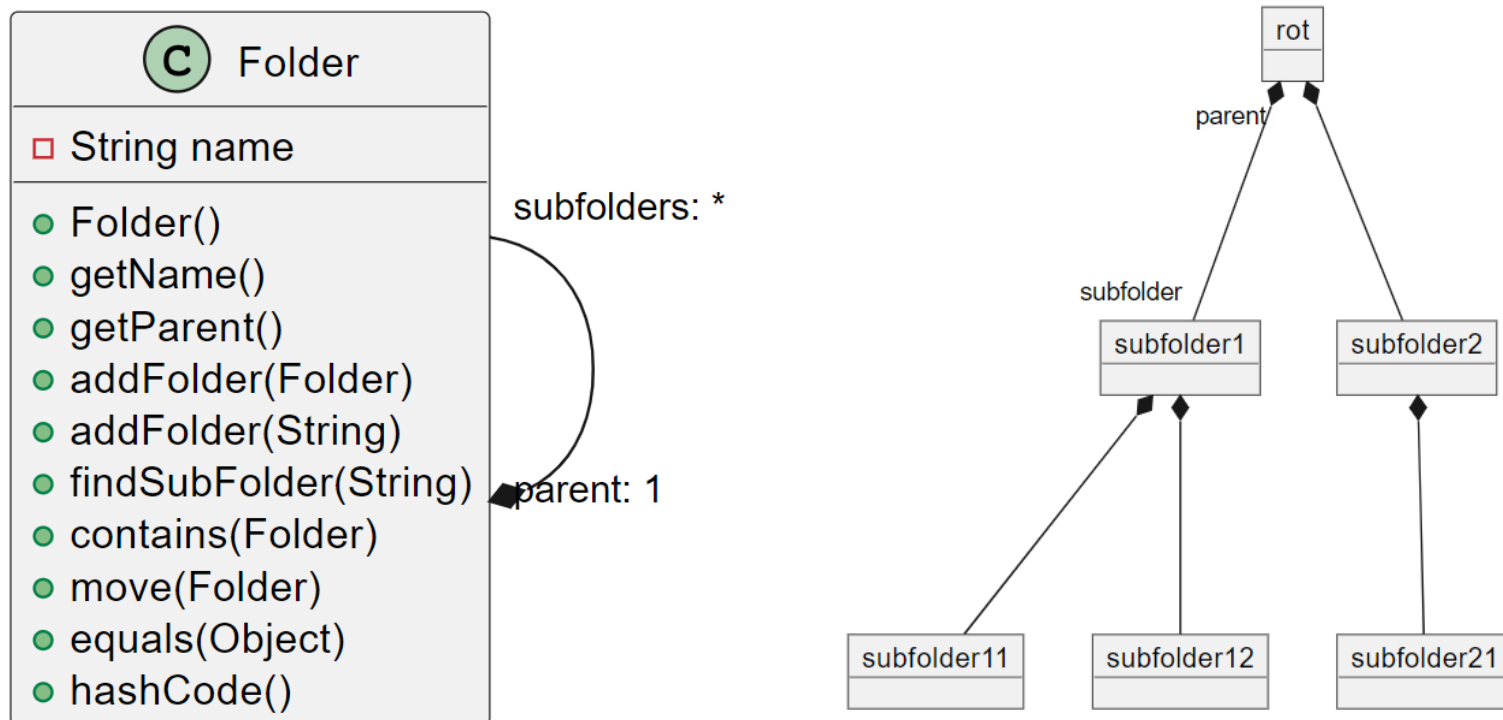 C Folder
String name
Folder()
getName()
getParent()
addFolder(Folder)
addFolder(String)
findSubFolder(String)
contains(Folder)
move(Folder)
equals(Object)
hashCode()
subfolders: *
parent: 1
rot
parent
subfolder
subfolder1
subfolder2
subfolder11
subfolder12
subfolder21